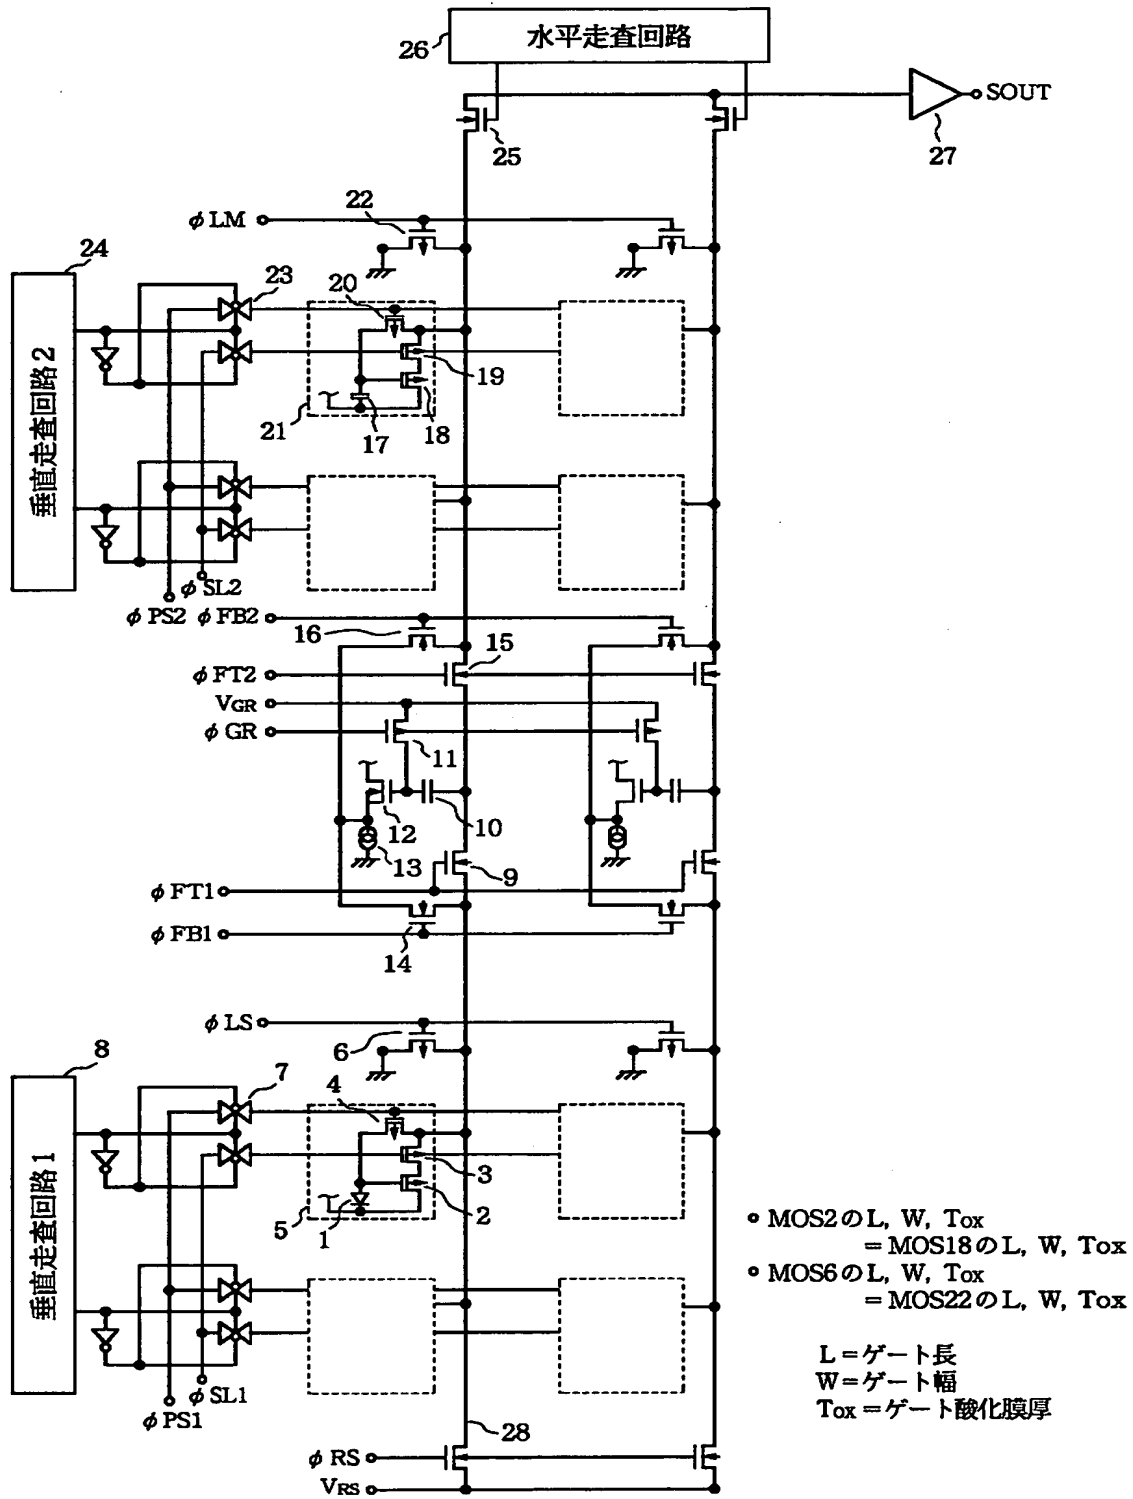 水平走査回路
26
SOUT
25
27
22
φLM
24
23
20
19
18
21
17
垂直走査回路2
φSL2
φPS2
φFB2
16
15
φFT2
VGR
φGR
11
12
10
13
9
φFT1
φFB1
14
φLS
6
8
7
4
3
2
5
1
垂直走査回路1
MOS2のL, W, Tox
=MOS18のL, W, Tox
MOS6のL, W, Tox
=MOS22のL, W, Tox
L=ゲート長
W=ゲート幅
Tox=ゲート酸化膜厚
φSL1
φPS1
28
φRS
VRS